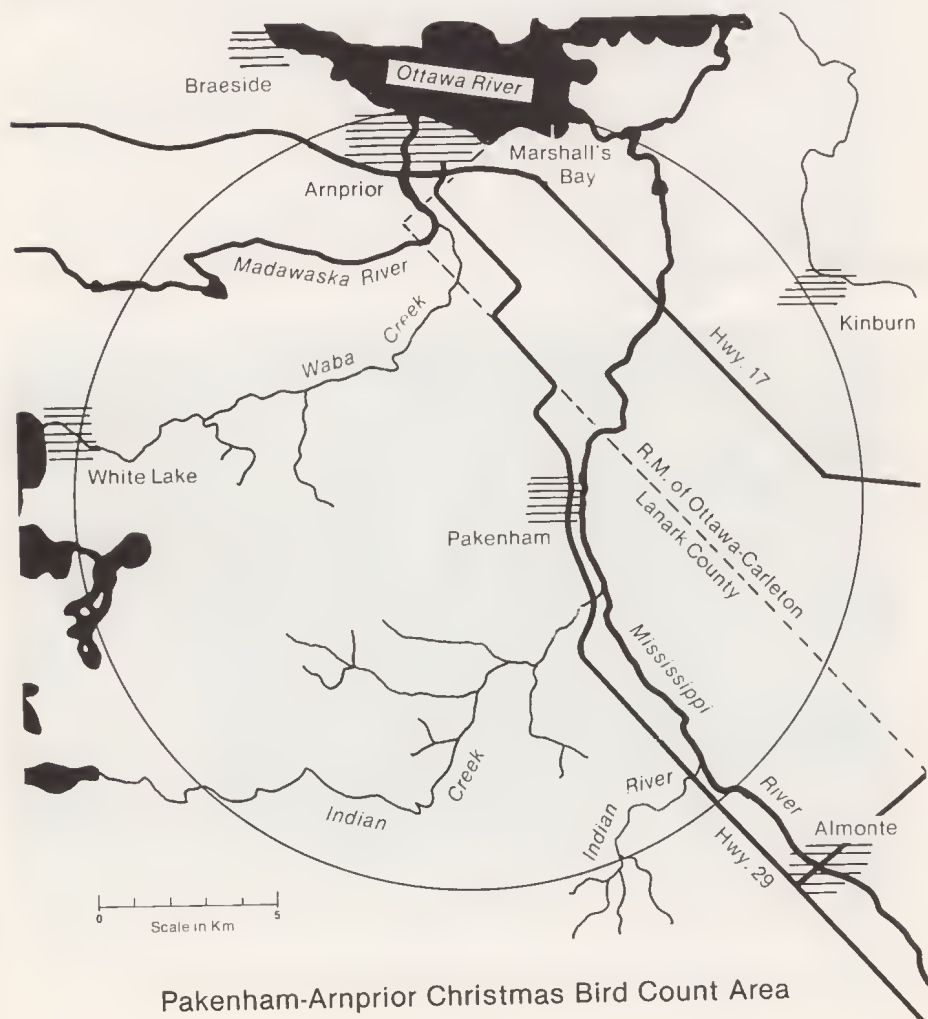 Braeside
Ottawa River
Arnprior
Marshall's
Bay
Madawaska River
Kinburn
Waba Creek
Hwy. 17
White Lake
R.M. of Ottawa-Carleton
Lanark County
Pakenham
Mississippi River
Indian Creek
Indian River
Almonte
Hwy. 29
0 5
Scale in Km
Pakenham-Arnprior Christmas Bird Count Area